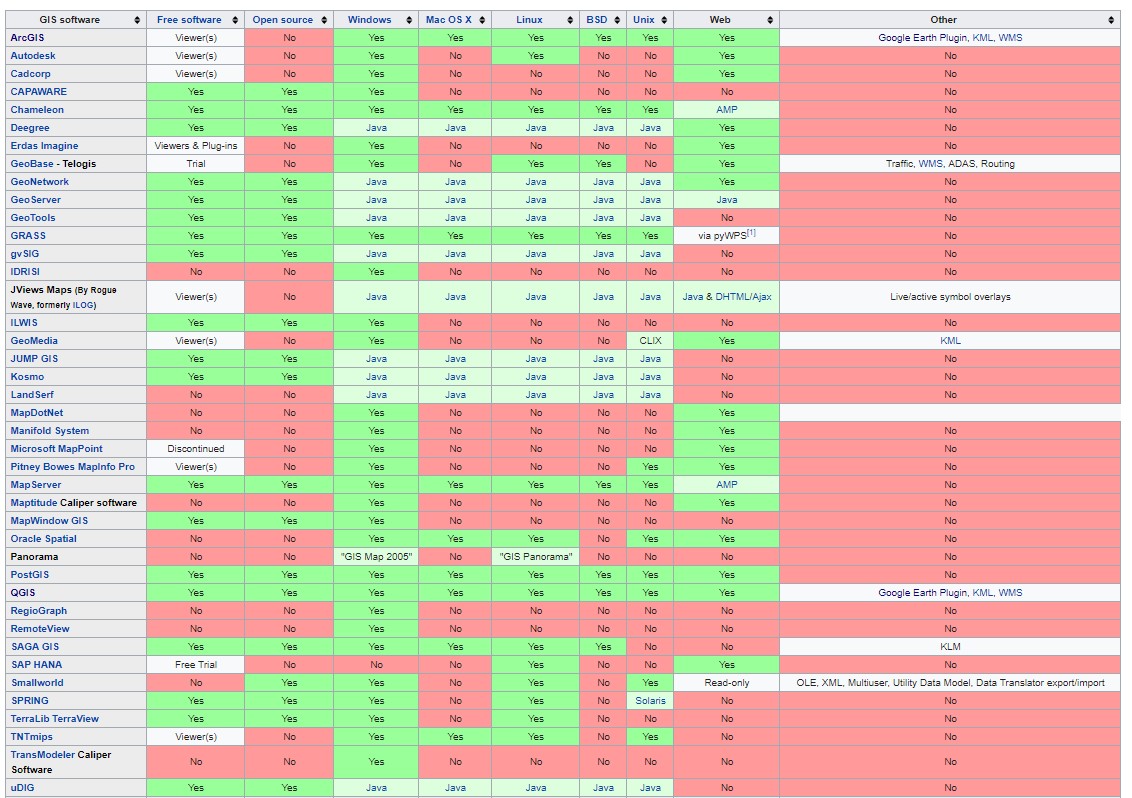 GIS software Free software Open source Windows Mac OS X Linux BSD Unix Web Other
ArcGIS Viewer(s) No Yes Yes Yes Yes Yes Yes Google Earth Plugin, KML, WMS
Autodesk Viewer(s) No Yes No Yes No No Yes No
Cadcorp Viewer(s) No Yes No No No No Yes No
CAPAWARE Yes Yes Yes No No No No No No
Chameleon Yes Yes Yes Yes Yes Yes Yes AMP No
Deegree Yes Yes Java Java Java Java Java Yes No
Erdas Imagine Viewers & Plug-ins No Yes No No No No Yes No
GeoBase - Telogis Trial No Yes No Yes Yes No Yes Traffic, WMS, ADAS, Routing
GeoNetwork Yes Yes Java Java Java Java Java Yes No
GeoServer Yes Yes Java Java Java Java Java Java No
GeoTools Yes Yes Java Java Java Java Java No No
GRASS Yes Yes Yes Yes Yes Yes Yes via pyWPS[1] No
gvSIG Yes Yes Java Java Java Java Java No No
IDRISI No No Yes No No No No No No
JViews Maps (By Rogue
Wave, formerly ILOG) Viewer(s) No Java Java Java Java Java Java & DHTML/Ajax Live/active symbol overlays
ILWIS Yes Yes Yes No No No No No No
GeoMedia Viewer(s) No Yes No No No CLIX Yes KML
JUMP GIS Yes Yes Java Java Java Java Java No No
Kosmo Yes Yes Java Java Java Java Java No No
LandSerf No No Java Java Java Java Java No No
MapDotNet No No Yes No No No No Yes
Manifold System No No Yes No No No No Yes No
Microsoft MapPoint Discontinued No Yes No No No No Yes No
Pitney Bowes MapInfo Pro Viewer(s) No Yes No No No Yes Yes No
MapServer Yes Yes Yes Yes Yes Yes Yes AMP No
Maptitude Caliper software No No Yes No No No No Yes No
MapWindow GIS Yes Yes Yes No No No No No No
Oracle Spatial No No Yes Yes Yes No Yes Yes No
Panorama No No "GIS Map 2005" No "GIS Panorama" No No No No
PostGIS Yes Yes Yes Yes Yes Yes Yes Yes No
QGIS Yes Yes Yes Yes Yes Yes Yes Yes Google Earth Plugin, KML, WMS
RegioGraph No No Yes No No No No No No
RemoteView No No Yes No No No No No No
SAGA GIS Yes Yes Yes Yes Yes Yes No No KLM
SAP HANA Free Trial No No No Yes No No Yes No
Smallworld No Yes Yes No Yes No Yes Read-only OLE, XML, Multiuser, Utility Data Model, Data Translator export/import
SPRING Yes Yes Yes No Yes No Solaris No No
TerraLib TerraView Yes Yes Yes No Yes No No No No
TNTmips Viewer(s) No Yes Yes Yes No Yes No No
TransModeler Caliper
Software No No Yes No No No No No No
uDIG Yes Yes Java Java Java Java Java No No